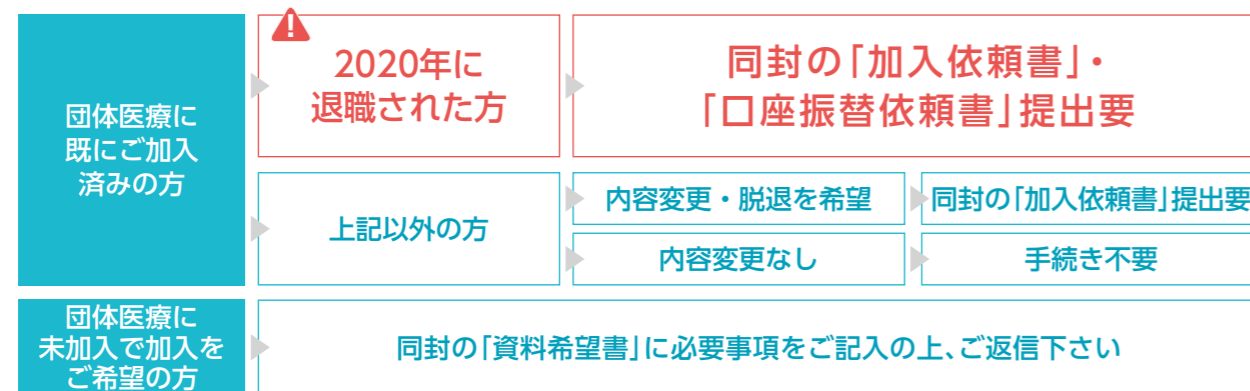 団体医療に
既にご加入
済みの方
2020年に
退職された方
同封の「加入依頼書」・
「口座振替依頼書」提出要
上記以外の方
内容変更・脱退を希望
同封の「加入依頼書」提出要
内容変更なし
手続き不要
団体医療に
未加入で加入を
ご希望の方
同封の「資料希望書」に必要事項をご記入の上、ご返信下さい